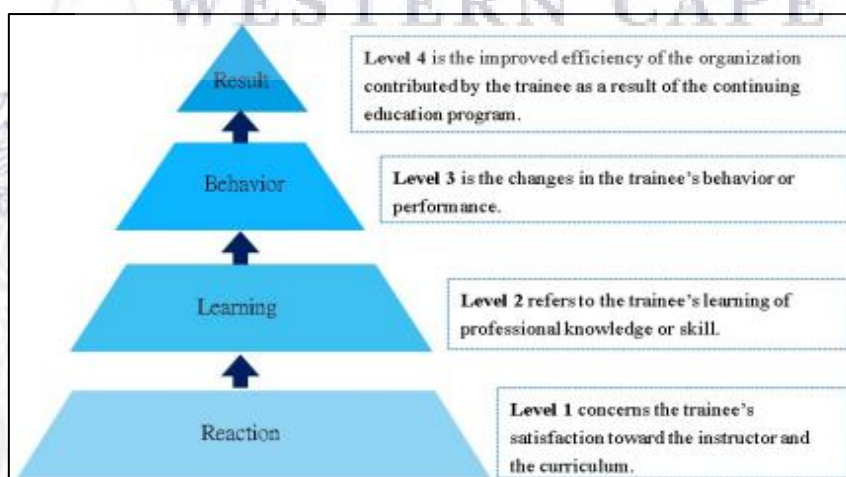 WESTERN CAPE
Result
Level 4 is the improved efficiency of the organization
contributed by the trainee as a result of the continuing
education program.
Behavior
Level 3 is the changes in the trainee's behavior or
performance.
Learning
Level 2 refers to the trainee's learning of
professional knowledge or skill.
Reaction
Level 1 concerns the trainee's
satisfaction toward the instructor and
the curriculum.